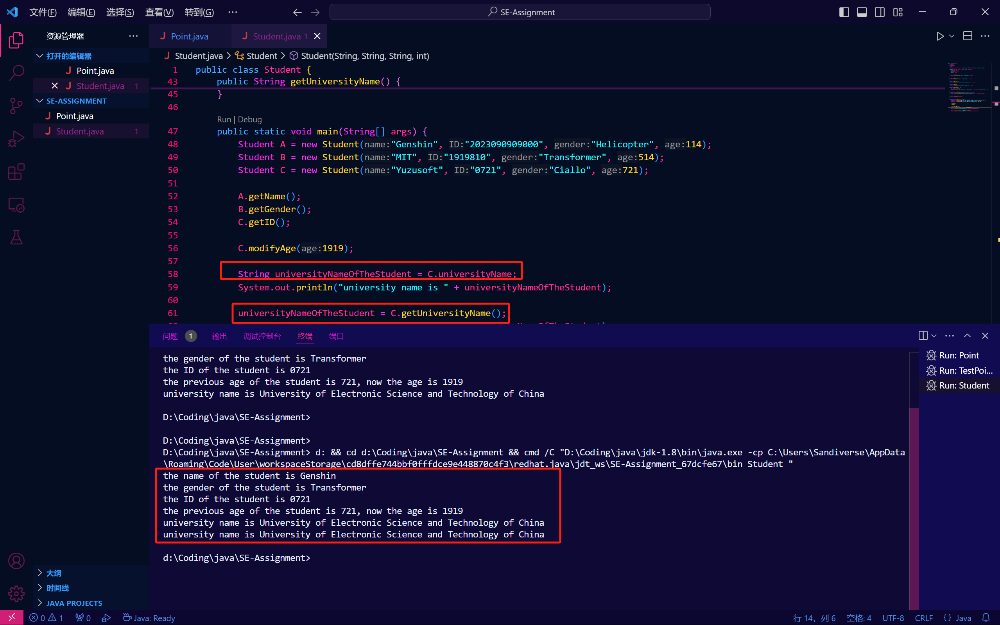 文件(F) 编辑(E) 选择(S) 查看(V) 转到(G) ··· SE-Assignment
资源管理器 ···
打开的编辑器
Point.java
Student.java 1
SE-ASSIGNMENT
Point.java
Student.java 1
大纲
时间线
JAVA PROJECTS
Point.java Student.java 1
Student.java > Student > Student(String, String, String, int)
1 public class Student {
43 public String getUniversityName() {
45 }
46
Run | Debug
47 public static void main(String[] args) {
48 Student A = new Student(name:"Genshin", ID:"2023090909000", gender:"Helicopter", age:114);
49 Student B = new Student(name:"MIT", ID:"1919810", gender:"Transformer", age:514);
50 Student C = new Student(name:"Yuzusoft", ID:"0721", gender:"Ciallo", age:721);
51
52 A.getName();
53 B.getGender();
54 C.getID();
55
56 C.modifyAge(age:1919);
57
58 String universityNameOfTheStudent = C.universityName;
59 System.out.println("university name is " + universityNameOfTheStudent);
60
61 universityNameOfTheStudent = C.getUniversityName();
问题 1 输出 调试控制台 终端 端口
the gender of the student is Transformer
the ID of the student is 0721
the previous age of the student is 721, now the age is 1919
university name is University of Electronic Science and Technology of China
D:\Coding\java\SE-Assignment>
D:\Coding\java\SE-Assignment>
D:\Coding\java\SE-Assignment> d: && cd d:\Coding\java\SE-Assignment && cmd /C "D:\Coding\java\jdk-1.8\bin\java.exe -cp C:\Users\Sandiverse\AppData
\Roaming\Code\User\workspaceStorage\cd8dffe744bbf0fffdce9e448870c4f3\redhat.java\jdt_ws\SE-Assignment_67dcfe67\bin Student "
the name of the student is Genshin
the gender of the student is Transformer
the ID of the student is 0721
the previous age of the student is 721, now the age is 1919
university name is University of Electronic Science and Technology of China
university name is University of Electronic Science and Technology of China
d:\Coding\java\SE-Assignment>
Run: Point
Run: TestPoi...
Run: Student
0 1 0 Java: Ready 行 14, 列 6 空格: 4 UTF-8 CRLF {} Java